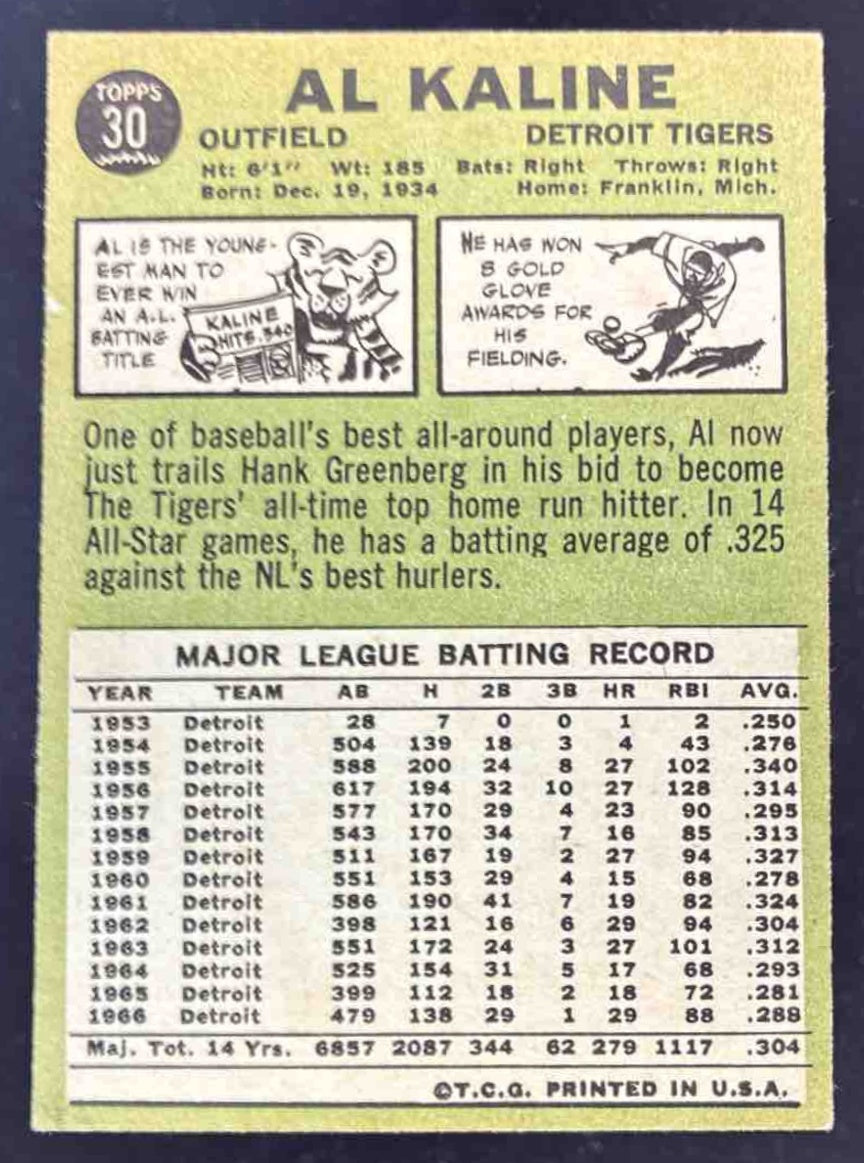 TOPPS
30
AL KALINE
OUTFIELD DETROIT TIGERS
Ht: 6'1" Wt: 185 Bats: Right Throws: Right
Born: Dec. 19, 1934 Home: Franklin, Mich.
AL IS THE YOUNG-
EST MAN TO
EVER WIN
AN A.L.
BATTING
TITLE
KALINE
HITS .340
HE HAS WON
8 GOLD
GLOVE
AWARDS FOR
HIS
FIELDING.
One of baseball's best all-around players, Al now
just trails Hank Greenberg in his bid to become
The Tigers' all-time top home run hitter. In 14
All-Star games, he has a batting average of .325
against the NL's best hurlers.
MAJOR LEAGUE BATTING RECORD
YEAR TEAM AB H 2B 3B HR RBI AVG.
1953 Detroit 28 7 0 0 1 2 .250
1954 Detroit 504 139 18 3 4 43 .276
1955 Detroit 588 200 24 8 27 102 .340
1956 Detroit 617 194 32 10 27 128 .314
1957 Detroit 577 170 29 4 23 90 .295
1958 Detroit 543 170 34 7 16 85 .313
1959 Detroit 511 167 19 2 27 94 .327
1960 Detroit 551 153 29 4 15 68 .278
1961 Detroit 586 190 41 7 19 82 .324
1962 Detroit 398 121 16 6 29 94 .304
1963 Detroit 551 172 24 3 27 101 .312
1964 Detroit 525 154 31 5 17 68 .293
1965 Detroit 399 112 18 2 18 72 .281
1966 Detroit 479 138 29 1 29 88 .288
Maj. Tot. 14 Yrs. 6857 2087 344 62 279 1117 .304
©T.C.G. PRINTED IN U.S.A.